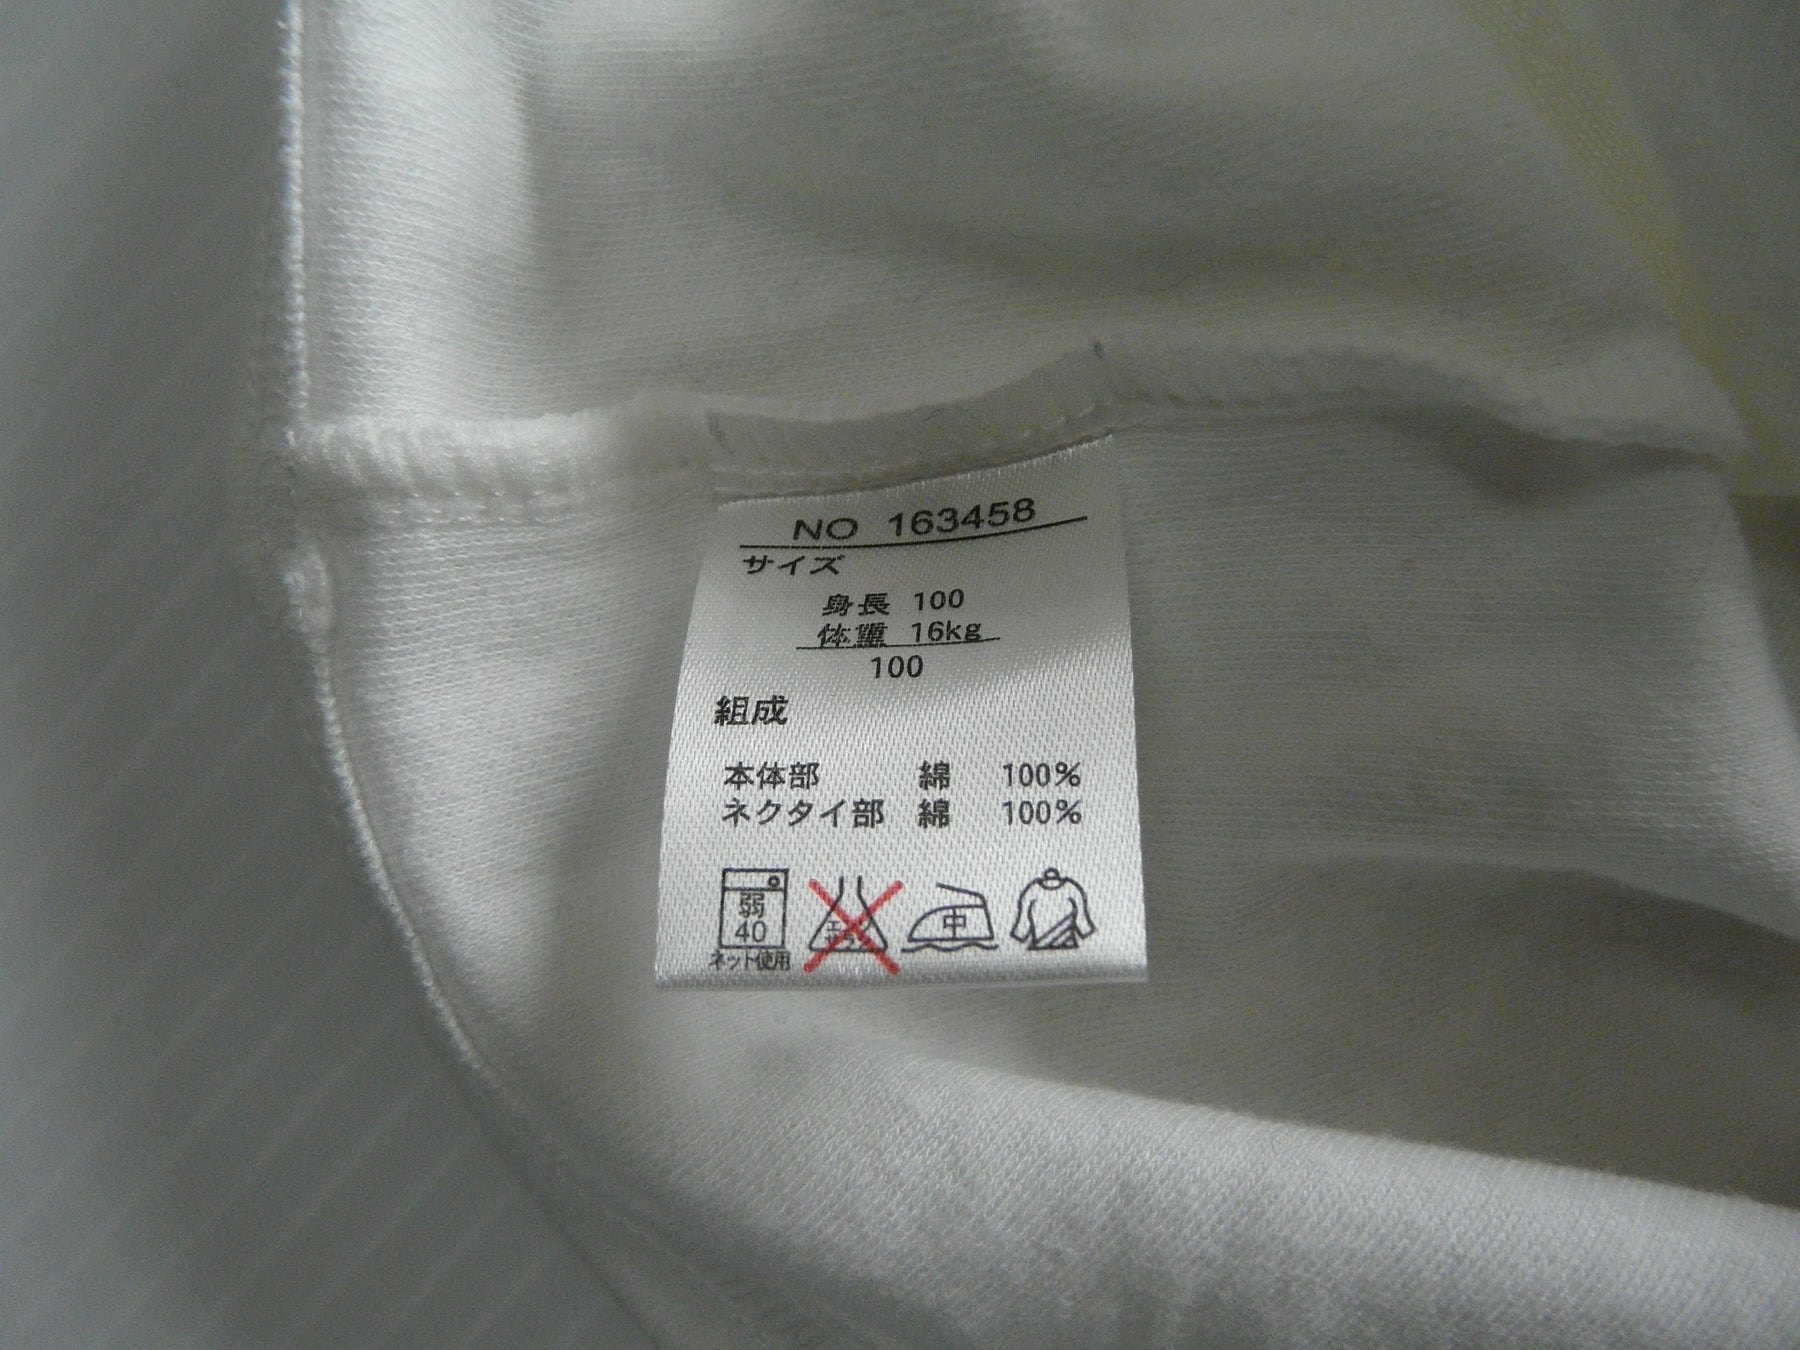 NO 163458
サイズ
身長 100
体重 16kg
100
組成
本体部 綿 100%
ネクタイ部 綿 100%
弱 中
40
ネット使用